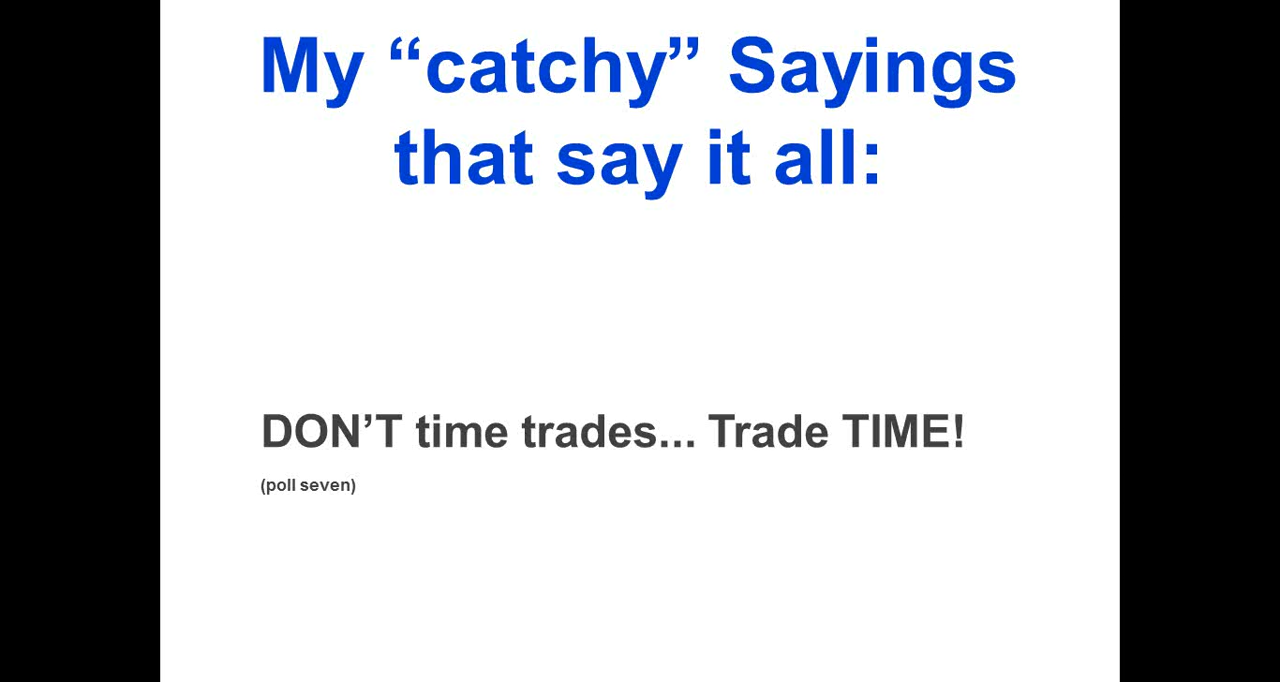 My “catchy” Sayings
that say it all:
DON’T time trades... Trade TIME!
(poll seven)